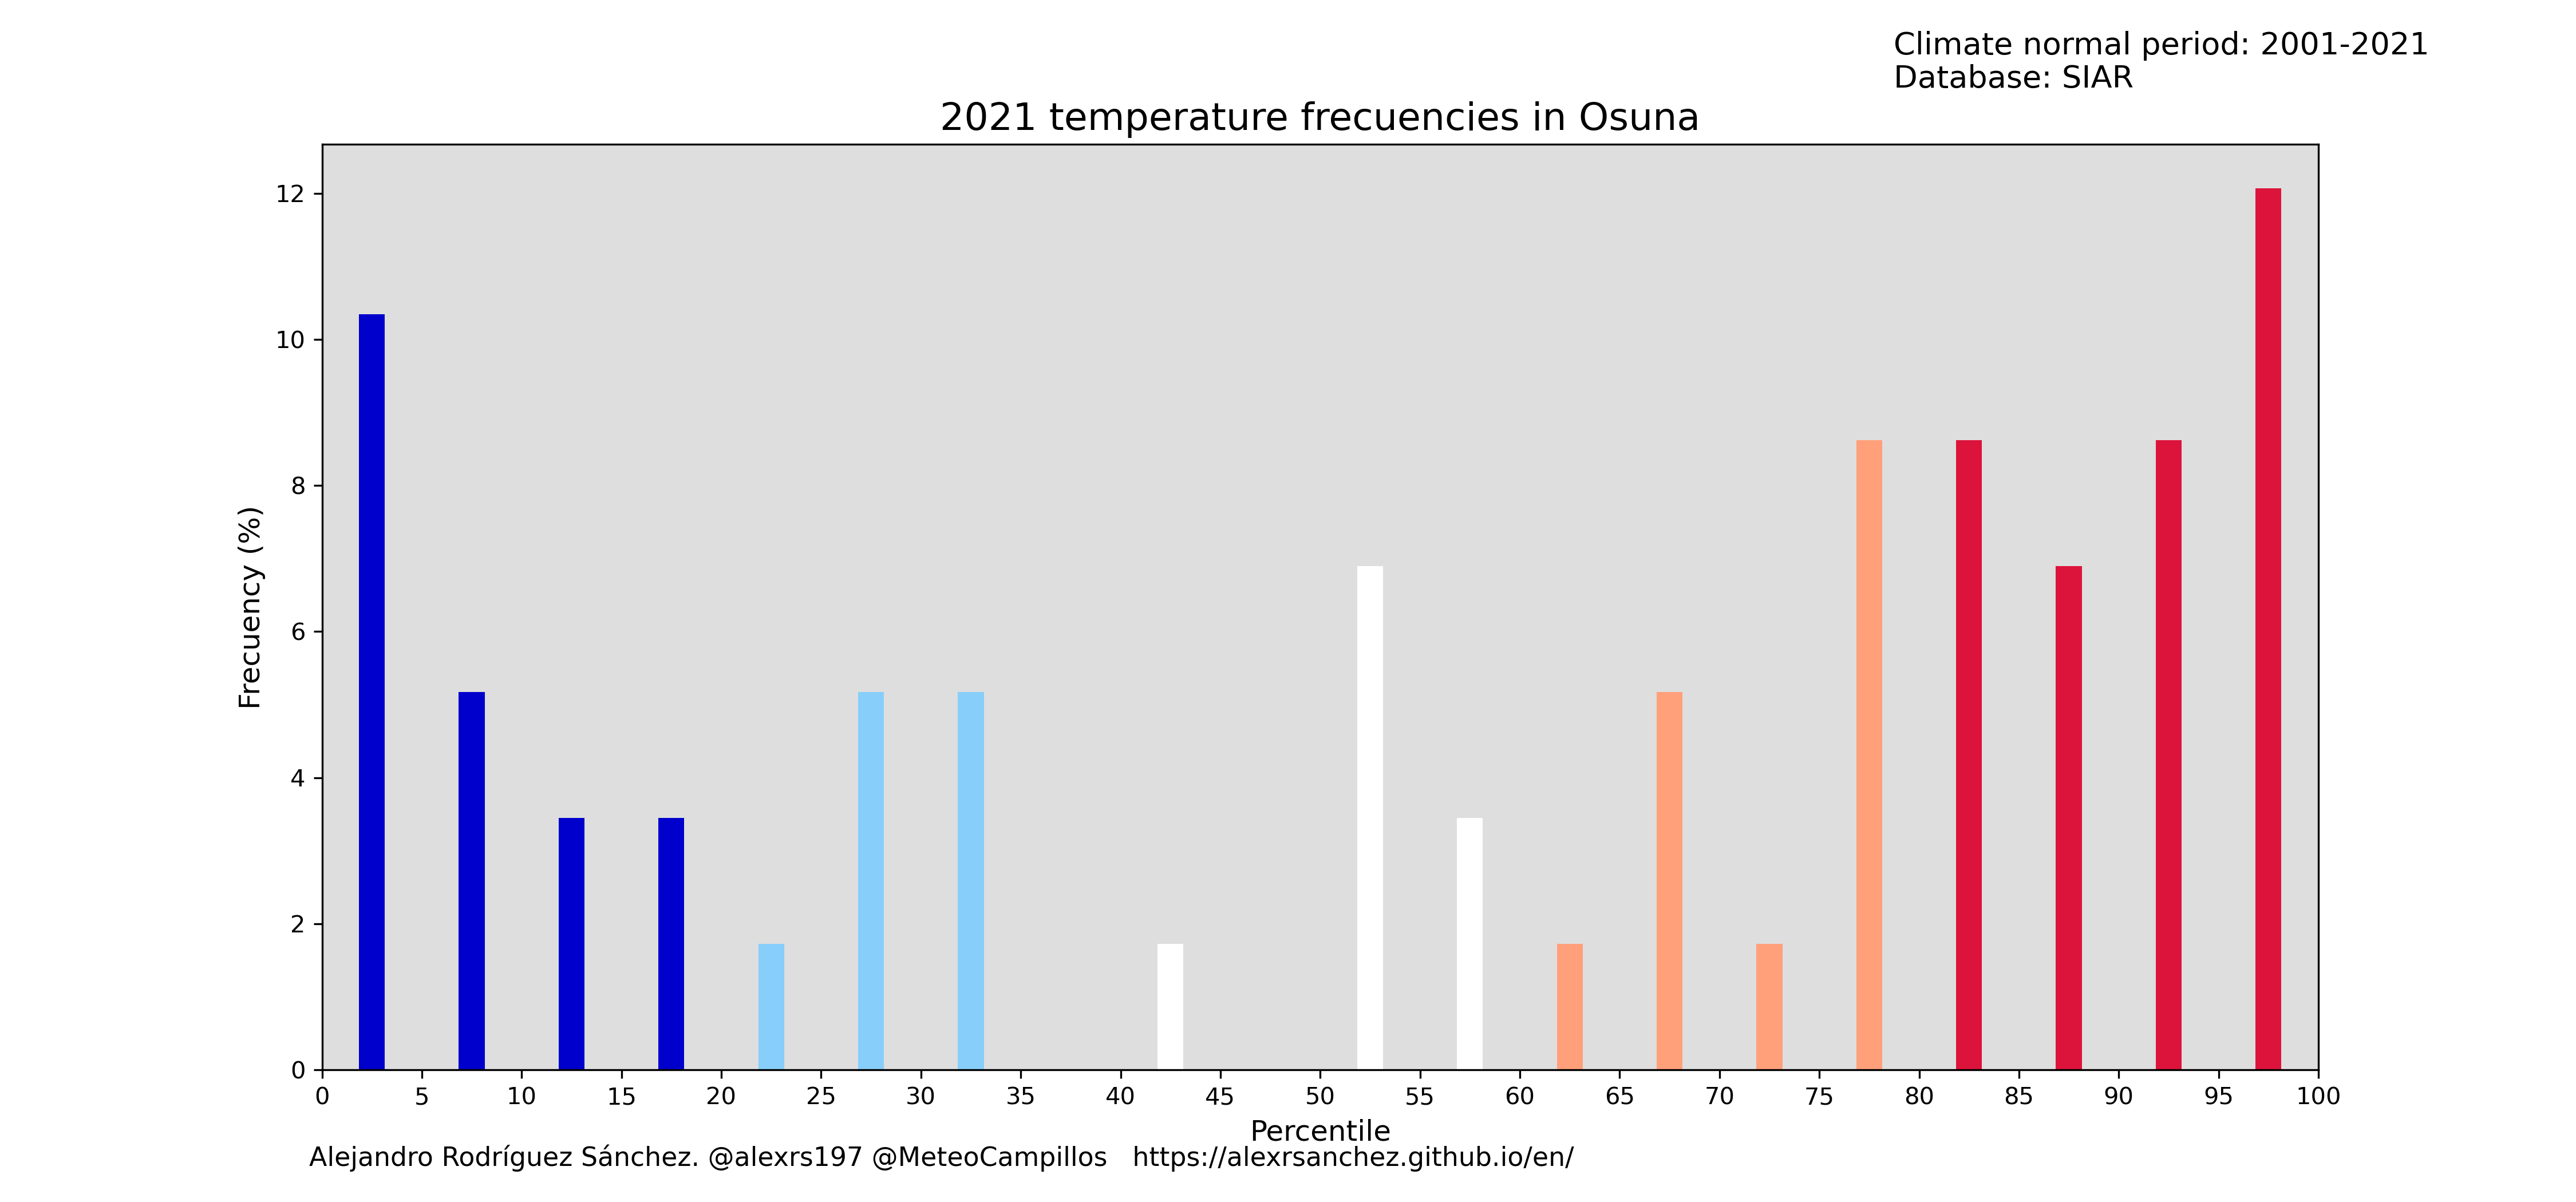 Climate normal period: 2001-2021
Database: SIAR
2021 temperature frecuencies in Osuna
Frecuency (%)
12
10
8
6
4
2
0
0 5 10 15 20 25 30 35 40 45 50 55 60 65 70 75 80 85 90 95 100
Percentile
Alejandro Rodríguez Sánchez. @alexrs197 @MeteoCampillos https://alexrsanchez.github.io/en/